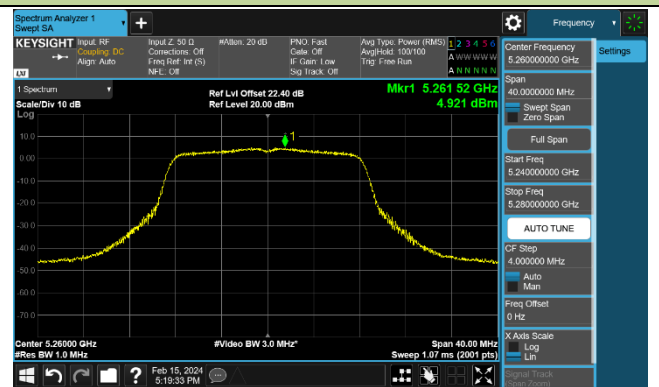 Spectrum Analyzer 1
Swept SA
Frequency
KEYSIGHT
Input: RF
Coupling: DC
Align: Auto
Input Z: 50 Ω
Corrections: Off
Freq Ref: Int (S)
NFE: Off
#Atten: 20 dB
PNO: Fast
Gate: Off
IF Gain: Low
Sig Track: Off
Avg Type: Power (RMS)
Avg|Hold: 100/100
Trig: Free Run
1 2 3 4 5 6
A W W W W W
A N N N N N
LXI
1 Spectrum
Scale/Div 10 dB
Log
Ref Lvl Offset 22.40 dB
Ref Level 20.00 dBm
Mkr1 5.261 52 GHz
4.921 dBm
1
10.0
0.00
-10.0
-20.0
-30.0
-40.0
-50.0
-60.0
-70.0
Center 5.26000 GHz
#Res BW 1.0 MHz
#Video BW 3.0 MHz*
Span 40.00 MHz
Sweep 1.07 ms (2001 pts)
Feb 15, 2024
5:19:33 PM
Center Frequency
5.260000000 GHz
Settings
Span
40.0000000 MHz
Swept Span
Zero Span
Full Span
Start Freq
5.240000000 GHz
Stop Freq
5.280000000 GHz
AUTO TUNE
CF Step
4.000000 MHz
Auto
Man
Freq Offset
0 Hz
X Axis Scale
Log
Lin
Signal Track
(Span Zoom)